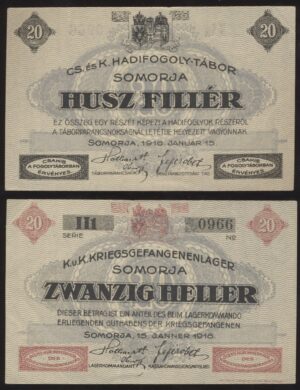 20
20
CS. és K. HADIFOGOLY-TÁBOR
SOMORJA
HUSZ FILLÉR
EZ ÖSSZEG EGY RÉSZÉT KÉPEZI A HADIFOGLYOK RÉSZÉRŐL
A TÁBORPARANCSNOKSÁGNÁL LETÉTBE HELYEZETT VAGYONNAK.
SOMORJA, 1916 JANUÁR 15.
CSAKIS
A FOGOLYTÁBORBAN
ÉRVÉNYES
CSAKIS
A FOGOLYTÁBORBAN
ÉRVÉNYES
20
III
0966
20
SERIE
No
K.u.K. KRIEGSGEFANGENENLAGER
SOMORJA
ZWANZIG HELLER
DIESER BETRAG IST EIN ANTEIL DES BEIM LAGERKOMMANDO
ERLIEGENDEN GUTHABENS DER KRIEGSGEFANGENEN
SOMORJA, 15. JÄNNER 1916.